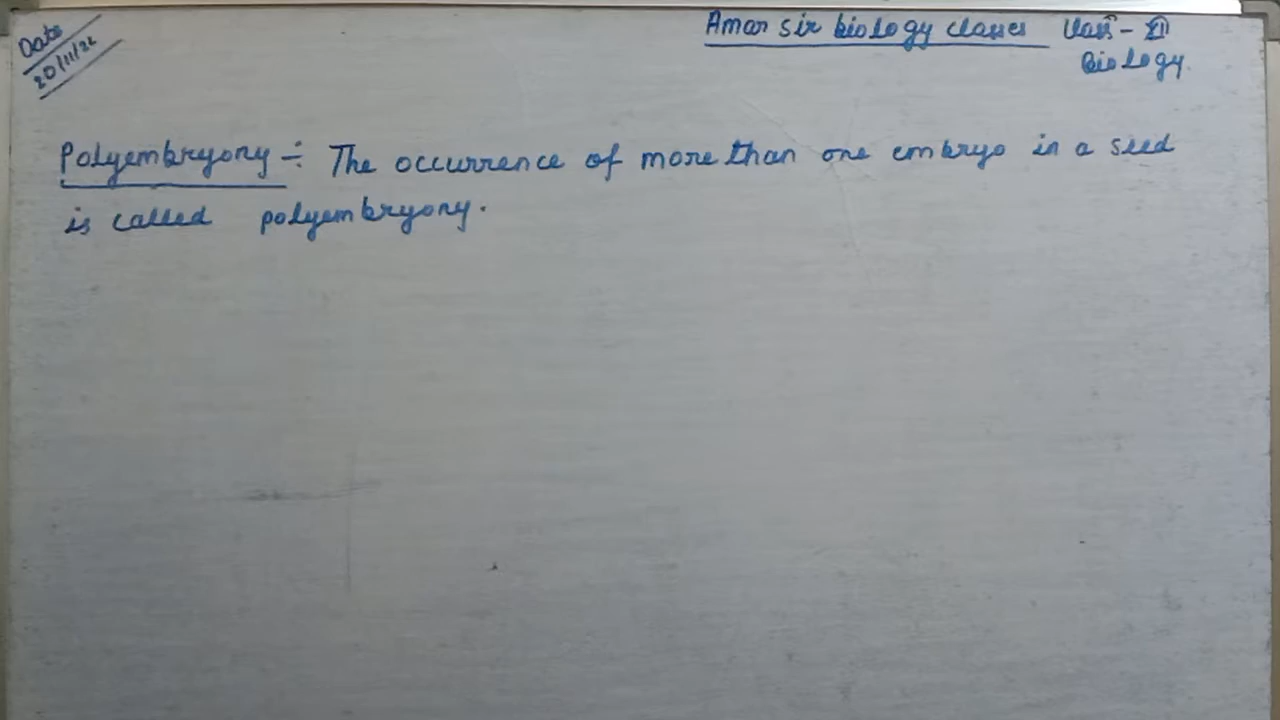 Date
20/11/22
Amar sir biology classes Class - XII
Biology
Polyembryony ÷ The occurrence of more than one embryo in a seed
is called polyembryony.